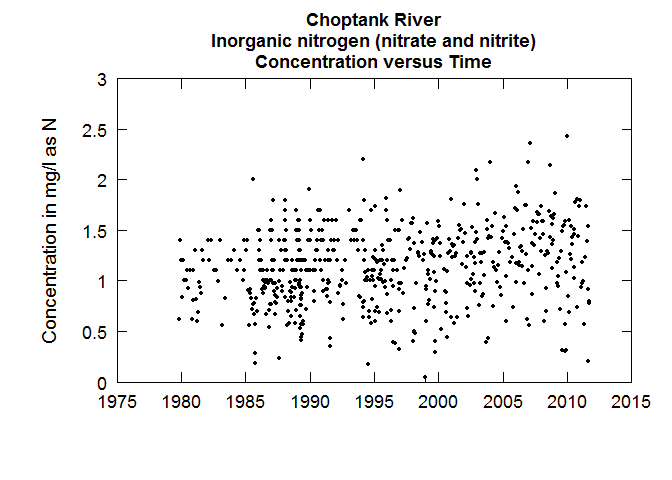 Choptank River
Inorganic nitrogen (nitrate and nitrite)
Concentration versus Time
Concentration in mg/l as N
3
2.5
2
1.5
1
0.5
0
1975 1980 1985 1990 1995 2000 2005 2010 2015